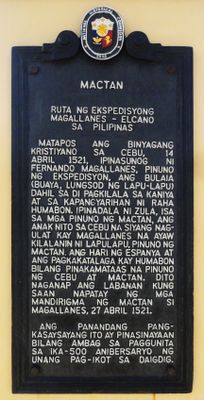 MACTAN
RUTA NG EKSPEDISYONG
MAGALLANES - ELCANO
SA PILIPINAS
MATAPOS ANG BINYAGANG
KRISTIYANO SA CEBU, 14
ABRIL 1521, IPINASUNOG NI
FERNANDO MAGALLANES, PINUNO
NG EKSPEDISYON, ANG BULAIA
(BUAYA, LUNGSOD NG LAPU-LAPU)
DAHIL SA DI PAGKILALA SA KANIYA
AT SA KAPANGYARIHAN NI RAHA
HUMABON. IPINADALA NI ZULA, ISA
SA MGA PINUNO NG MACTAN, ANG
ANAK NITO SA CEBU NA SIYANG NAG-
ULAT KAY MAGALLANES NA AYAW
KILALANIN NI LAPULAPU, PINUNO NG
MACTAN, ANG HARI NG ESPANYA AT
ANG PAGKAKATALAGA KAY HUMABON
BILANG PINAKAMATAAS NA PINUNO
NG CEBU AT MACTAN. DITO
NAGANAP ANG LABANAN KUNG
SAAN NAPATAY NG MGA
MANDIRIGMA NG MACTAN SI
MAGALLANES, 27 ABRIL 1521.
ANG PANANDANG PANG-
KASAYSAYANG ITO AY PINASINAYAAN
BILANG AMBAG SA PAGGUNITA
SA IKA-500 ANIBERSARYO NG
UNANG PAG-IKOT SA DAIGDIG.